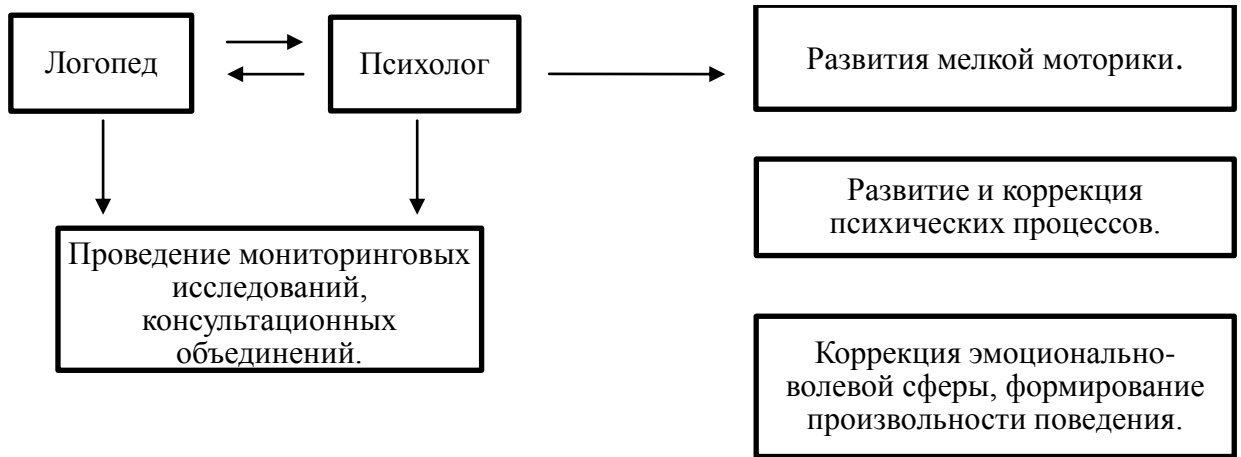 Логопед
Психолог
Развития мелкой моторики.
Развитие и коррекция
психических процессов.
Проведение мониторинговых
исследований,
консультационных
объединений.
Коррекция эмоционально-
волевой сферы, формирование
произвольности поведения.